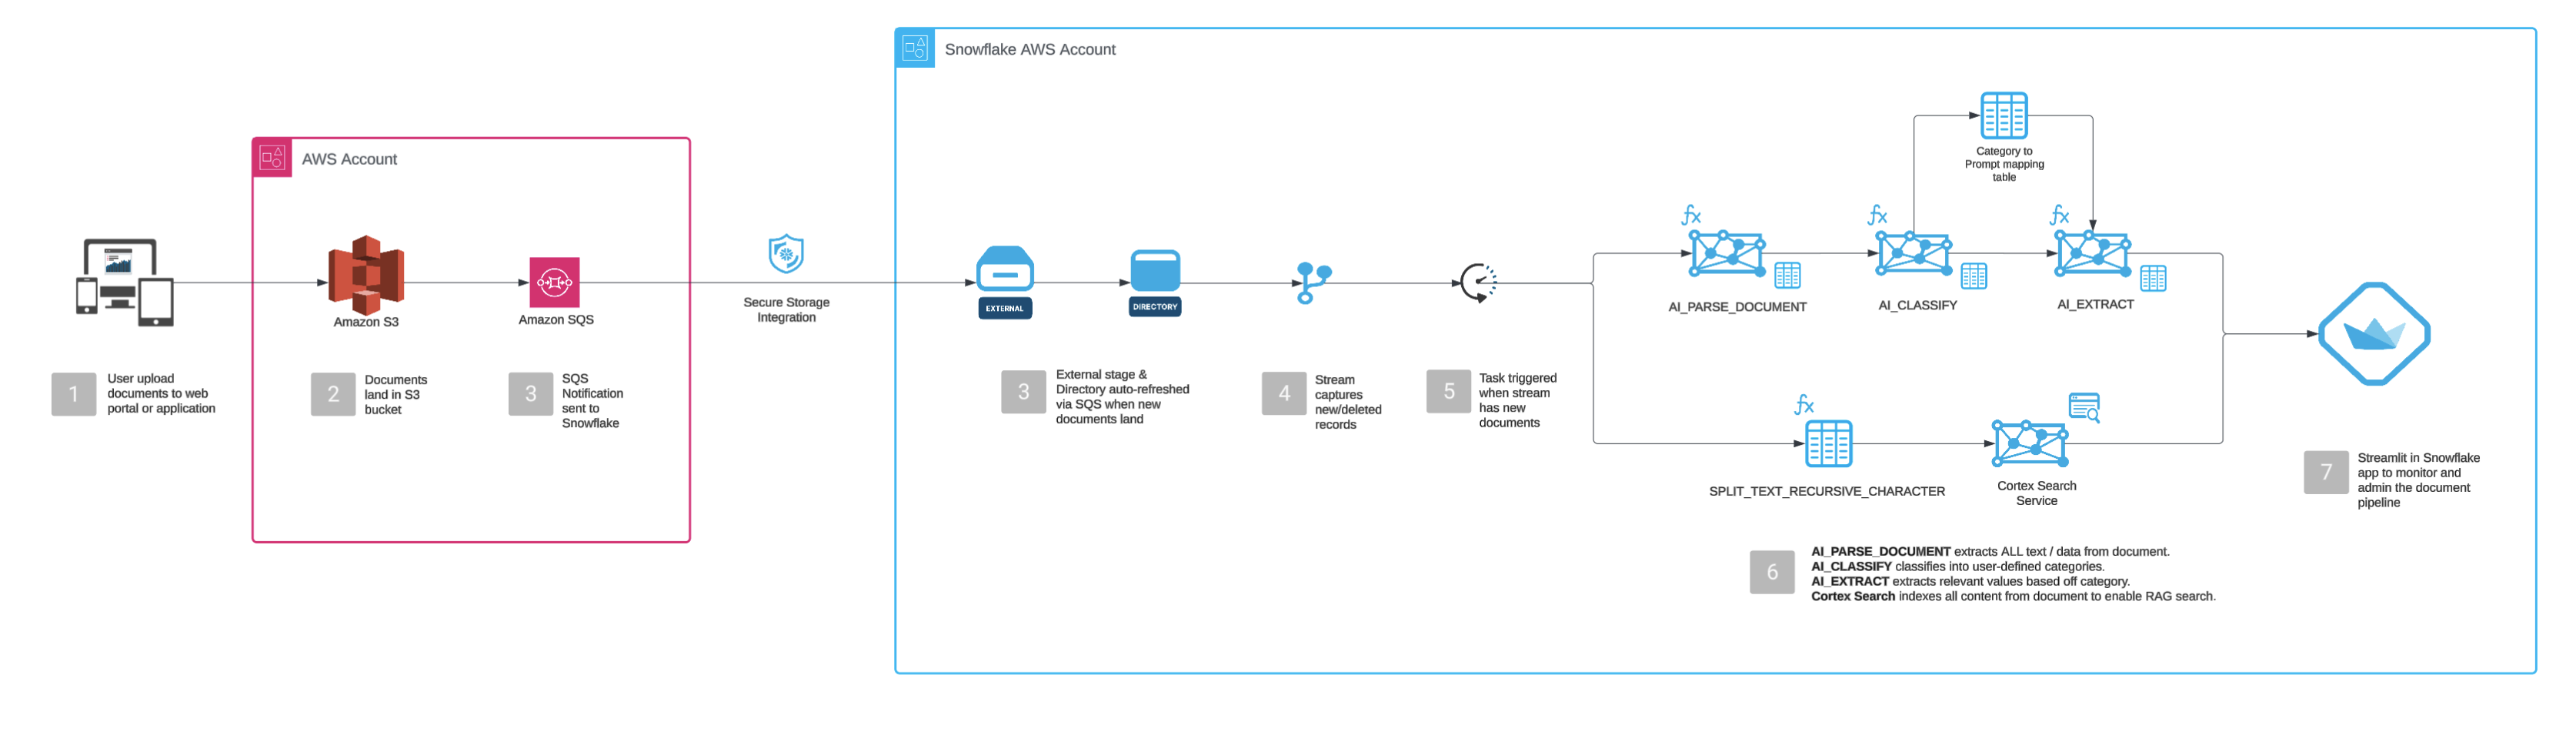 Snowflake AWS Account
AWS Account
Category to
Prompt mapping
table
fx
fx
fx
Amazon S3
Amazon SQS
Secure Storage
Integration
EXTERNAL
DIRECTORY
AI_PARSE_DOCUMENT
AI_CLASSIFY
AI_EXTRACT
1
User upload
documents to web
portal or application
2
Documents
land in S3
bucket
3
SQS
Notification
sent to
Snowflake
3
External stage &
Directory auto-refreshed
via SQS when new
documents land
4
Stream
captures
new/deleted
records
5
Task triggered
when stream
has new
documents
fx
SPLIT_TEXT_RECURSIVE_CHARACTER
Cortex Search
Service
7
Streamlit in Snowflake
app to monitor and
admin the document
pipeline
6
AI_PARSE_DOCUMENT extracts ALL text / data from document.
AI_CLASSIFY classifies into user-defined categories.
AI_EXTRACT extracts relevant values based off category.
Cortex Search indexes all content from document to enable RAG search.